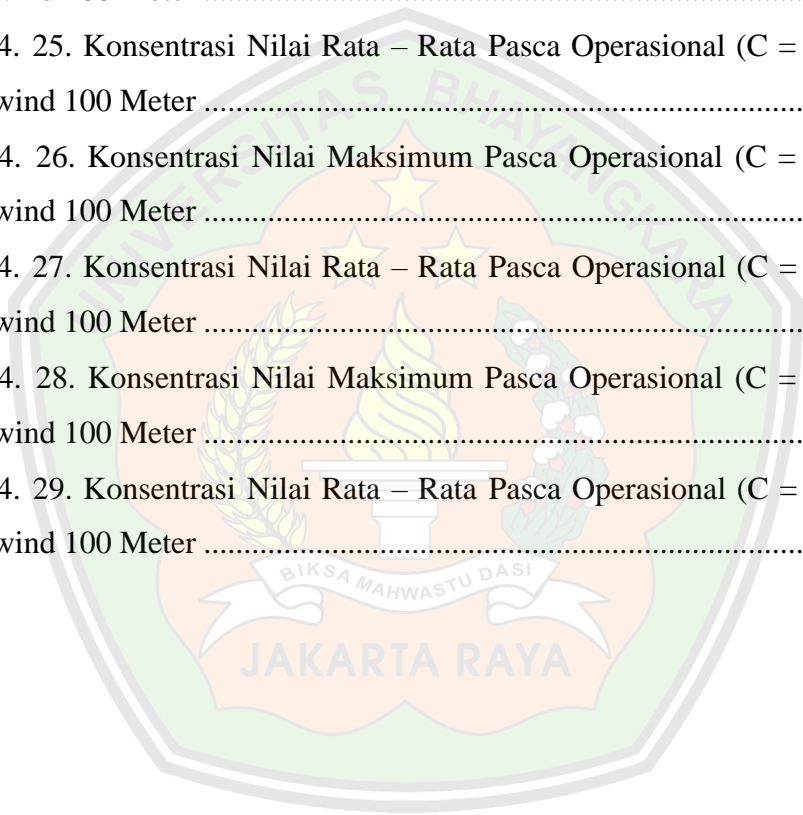 4. 25. Konsentrasi Nilai Rata – Rata Pasca Operasional (C =
wind 100 Meter ..........................................................................
4. 26. Konsentrasi Nilai Maksimum Pasca Operasional (C =
wind 100 Meter ..........................................................................
4. 27. Konsentrasi Nilai Rata – Rata Pasca Operasional (C =
wind 100 Meter ..........................................................................
4. 28. Konsentrasi Nilai Maksimum Pasca Operasional (C =
wind 100 Meter ..........................................................................
4. 29. Konsentrasi Nilai Rata – Rata Pasca Operasional (C =
wind 100 Meter ..........................................................................
UNIVERSITAS BHAYANGKARA
BIKSA MAHWASTU DASI
JAKARTA RAYA